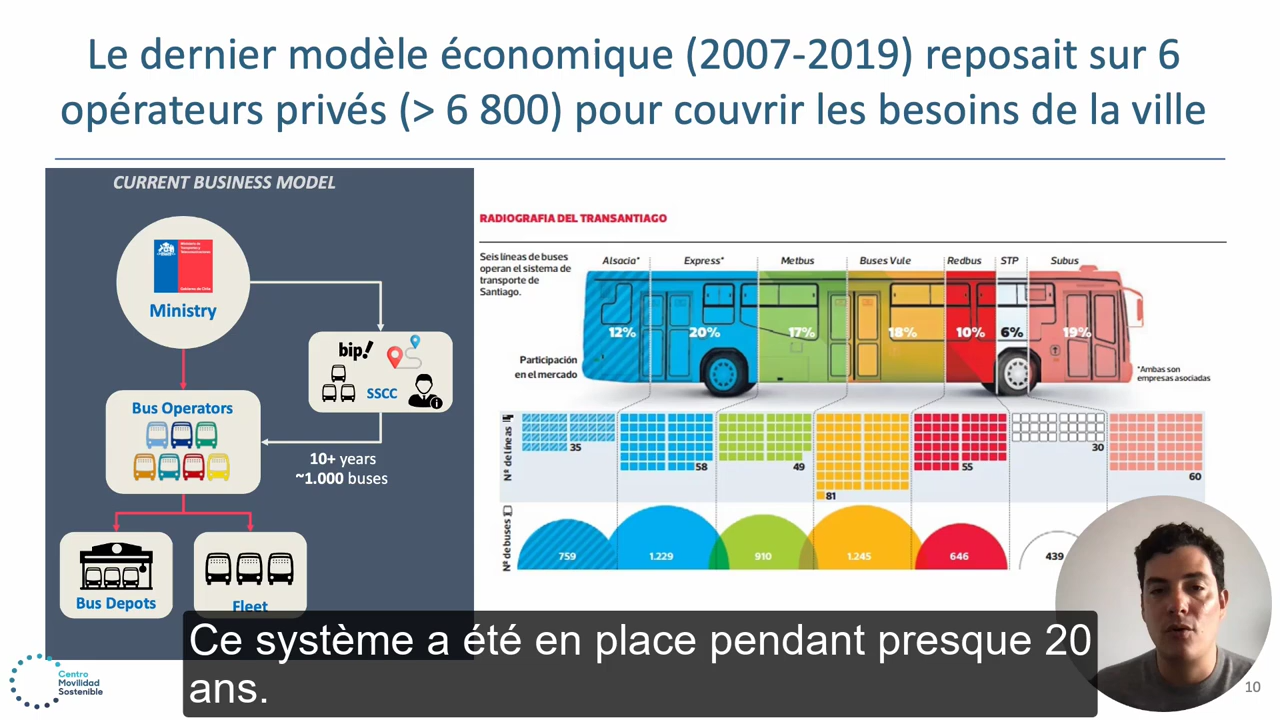 Le dernier modèle économique (2007-2019) reposait sur 6
opérateurs privés (> 6 800) pour couvrir les besoins de la ville
CURRENT BUSINESS MODEL
Ministry
bip!
SSCC
Bus Operators
10+ years
~1.000 buses
Bus Depots
Fleet
RADIOGRAFIA DEL TRANSANTIAGO
Seis líneas de buses
operan el sistema de
transporte de
Santiago.
Alsacia*
Express*
Metbus
Buses Vule
Redbus
STP
Subus
12%
20%
17%
18%
10%
6%
19%
Participación
en el mercado
*Ambas son
empresas asociadas
Nº de líneas
35
58
49
81
55
30
60
Nº de buses
759
1.229
910
1.245
646
439
Ce système a été en place pendant presque 20
ans.
Centro
Movilidad
Sostenible
10